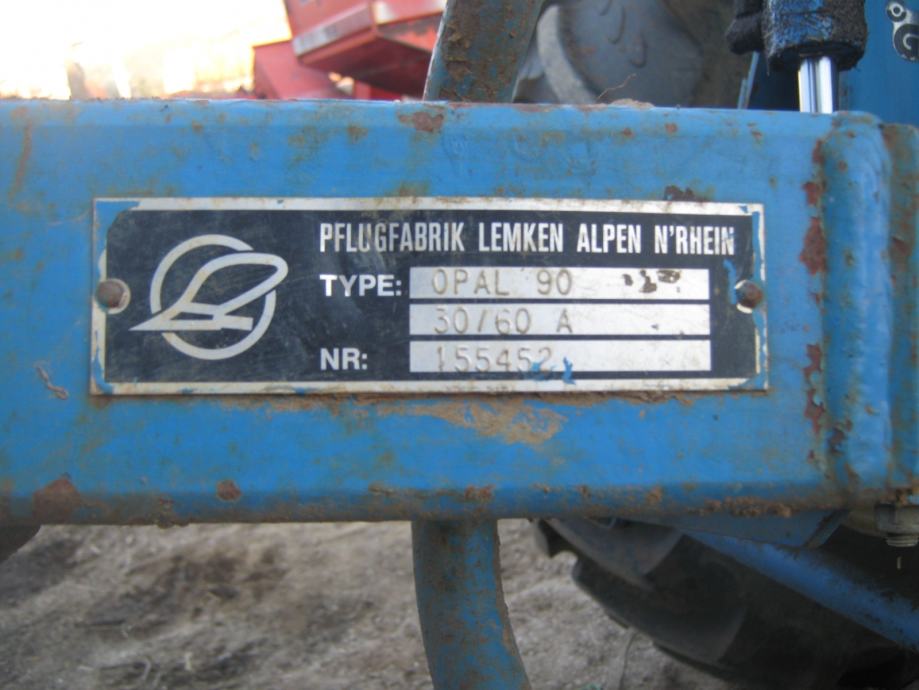 PFLUGFABRIK LEMKEN ALPEN N'RHEIN
TYPE: OPAL 90
30/60 A
NR: 155452